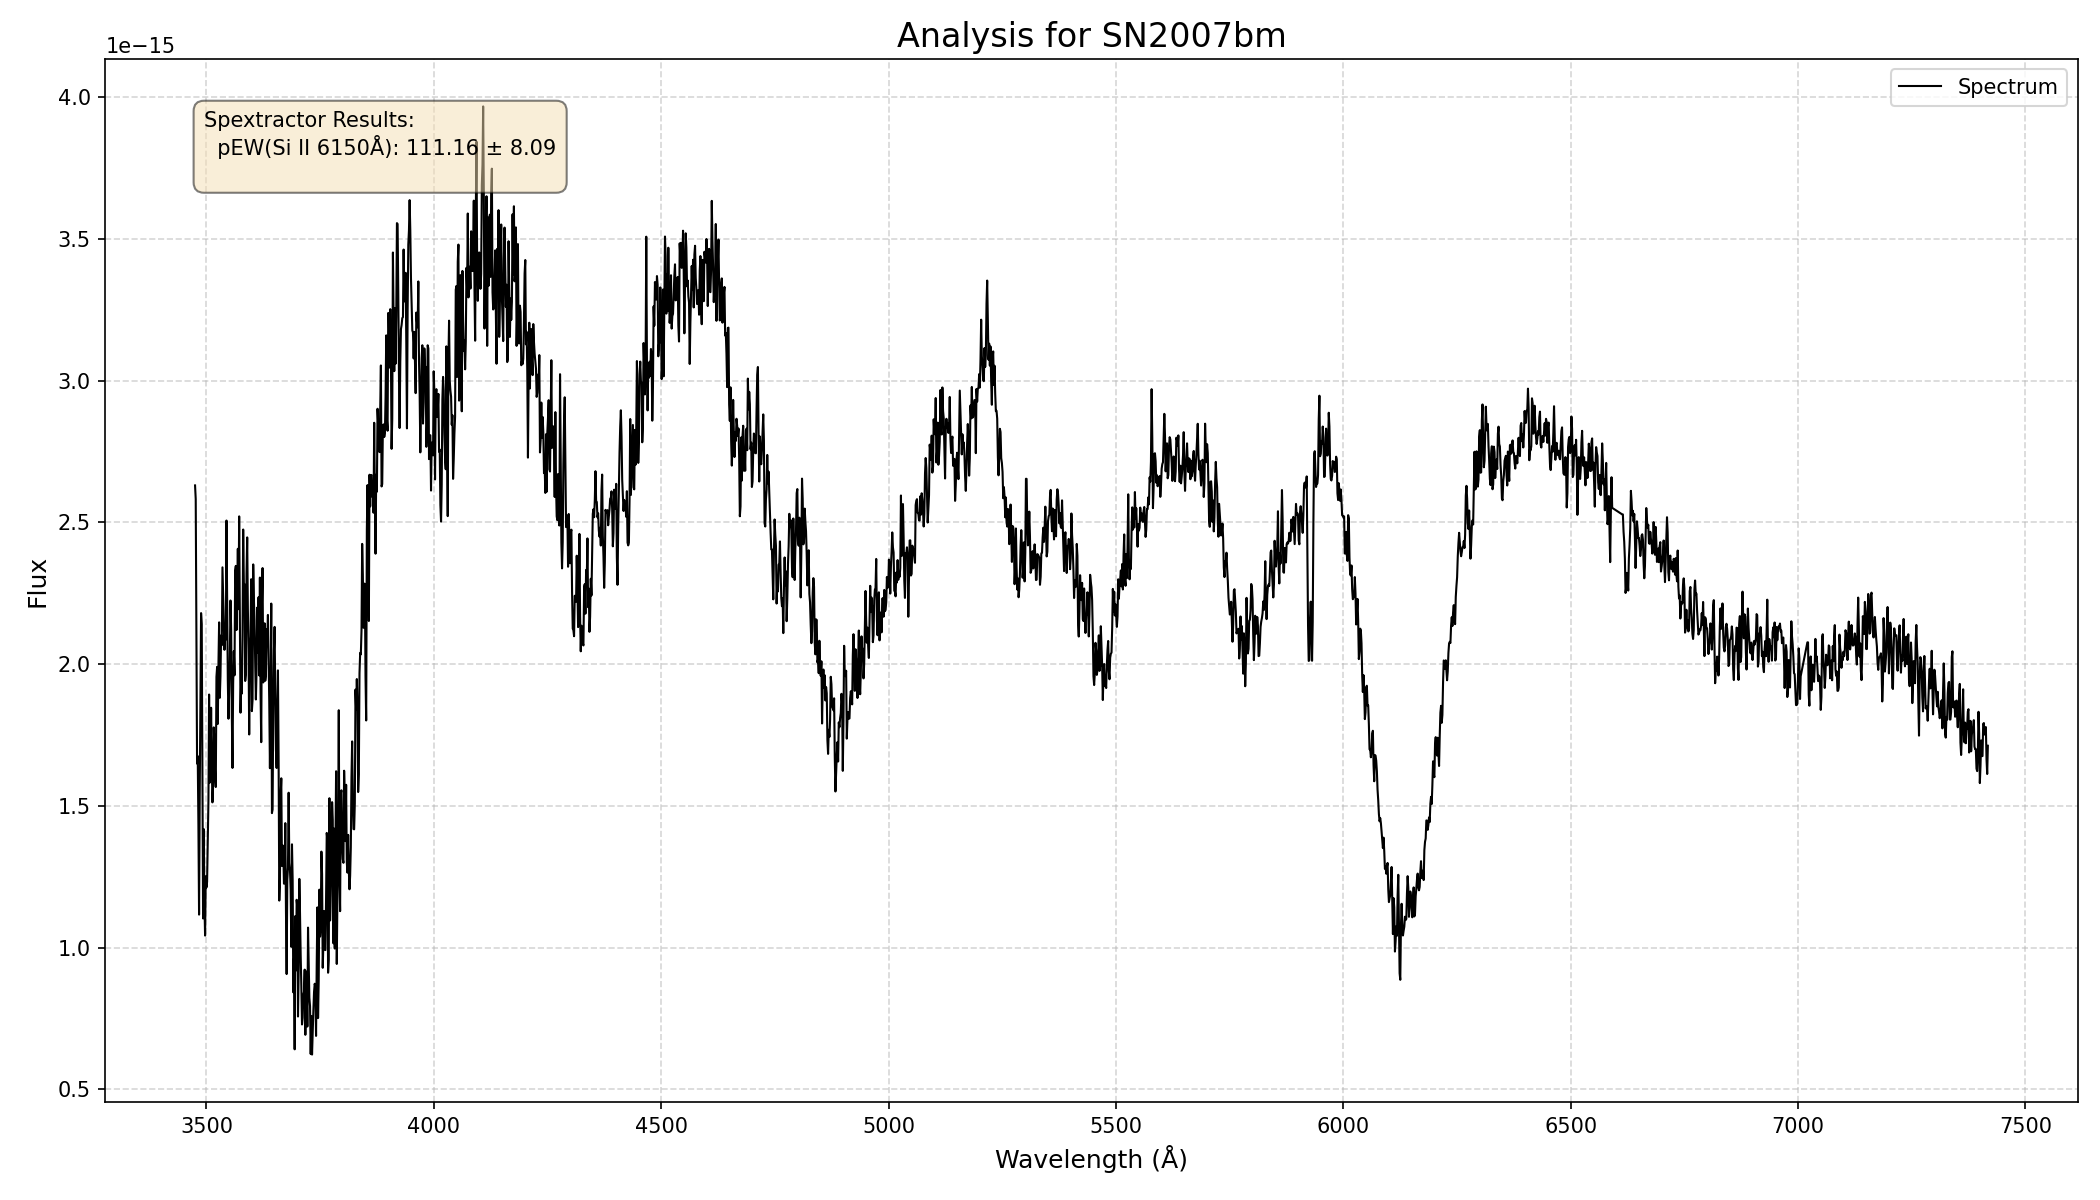 Analysis for SN2007bm
1e−15
Spectrum
Spextractor Results:
pEW(Si II 6150Å): 111.16 ± 8.09
4.0
3.5
3.0
2.5
2.0
1.5
1.0
0.5
Flux
3500 4000 4500 5000 5500 6000 6500 7000 7500
Wavelength (Å)